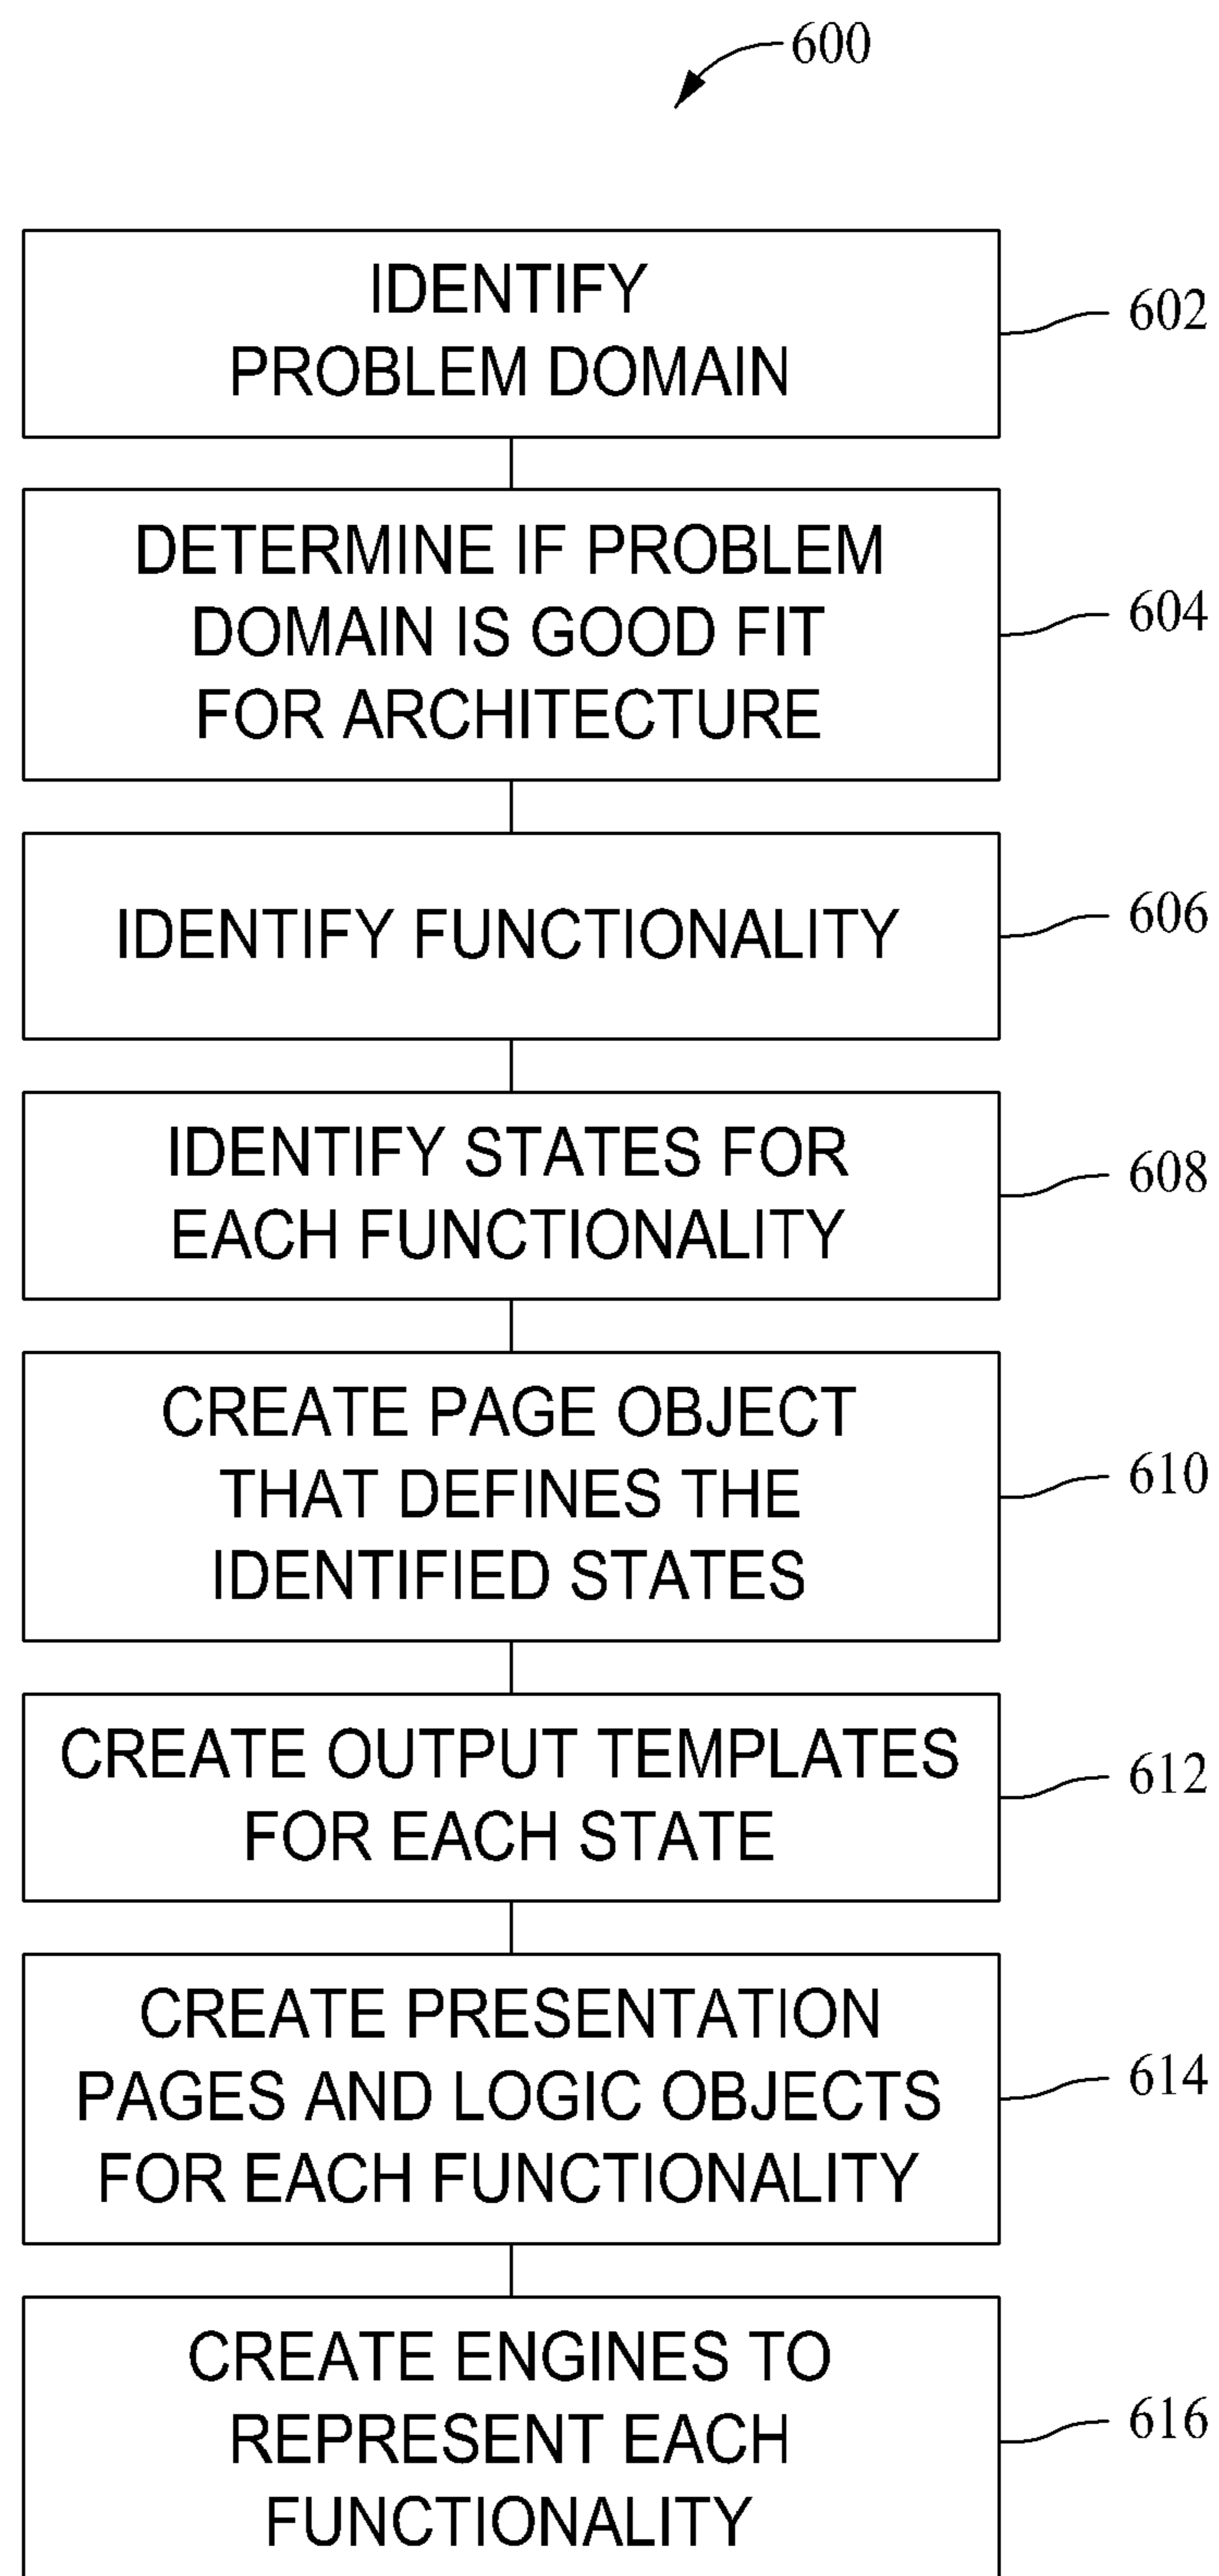 600
IDENTIFY
PROBLEM DOMAIN
602
DETERMINE IF PROBLEM
DOMAIN IS GOOD FIT
FOR ARCHITECTURE
604
IDENTIFY FUNCTIONALITY
606
IDENTIFY STATES FOR
EACH FUNCTIONALITY
608
CREATE PAGE OBJECT
THAT DEFINES THE
IDENTIFIED STATES
610
CREATE OUTPUT TEMPLATES
FOR EACH STATE
612
CREATE PRESENTATION
PAGES AND LOGIC OBJECTS
FOR EACH FUNCTIONALITY
614
CREATE ENGINES TO
REPRESENT EACH
FUNCTIONALITY
616